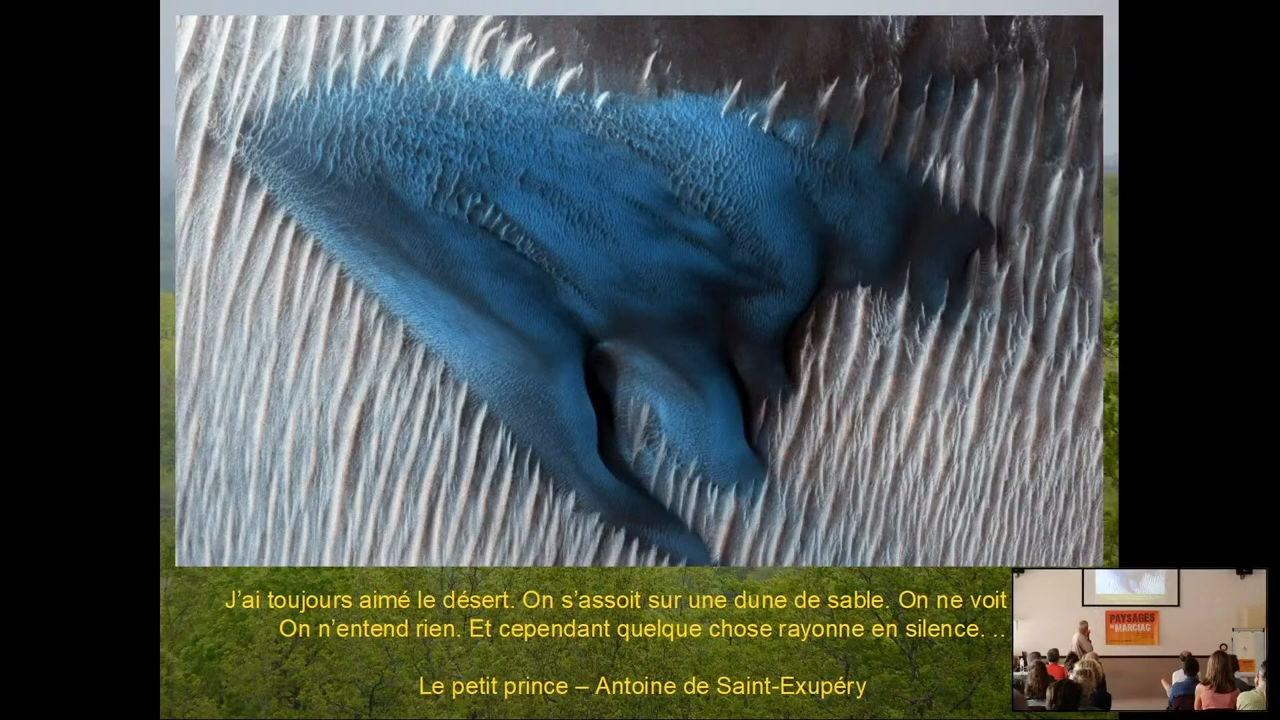 J’ai toujours aimé le désert. On s’assoit sur une dune de sable. On ne voit
On n’entend rien. Et cependant quelque chose rayonne en silence. . .
Le petit prince – Antoine de Saint-Exupéry
PAYSAGES
IN MARCIAC